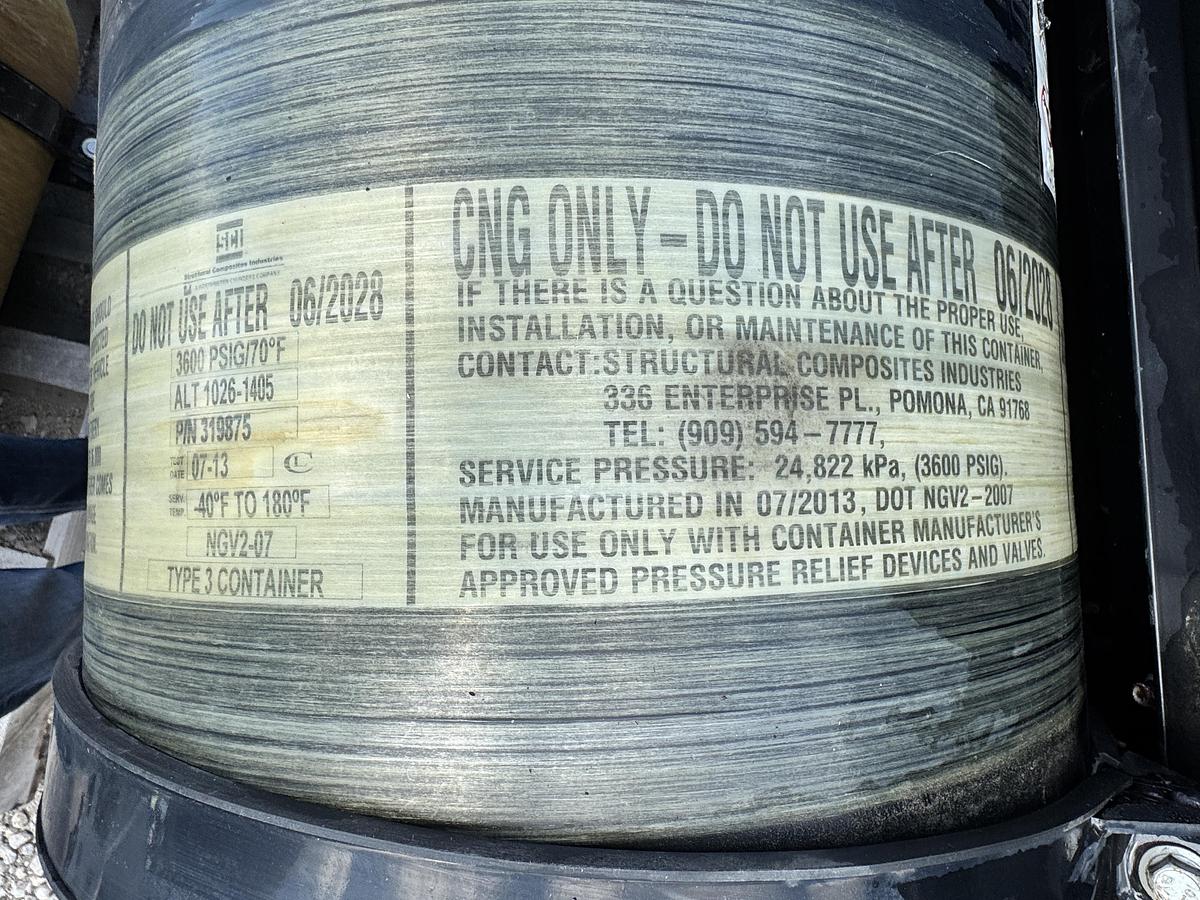 SCI
Structural Composites Industries
DO NOT USE AFTER 06/2028
3600 PSIG/70°F
ALT 1026-1405
P/N 319875
TEST DATE 07-13
SERV. TEMP. -40°F TO 180°F
NGV2-07
TYPE 3 CONTAINER
CNG ONLY-DO NOT USE AFTER 06/2028
IF THERE IS A QUESTION ABOUT THE PROPER USE,
INSTALLATION, OR MAINTENANCE OF THIS CONTAINER,
CONTACT:STRUCTURAL COMPOSITES INDUSTRIES
336 ENTERPRISE PL., POMONA, CA 91768
TEL: (909) 594-7777,
SERVICE PRESSURE: 24,822 kPa, (3600 PSIG).
MANUFACTURED IN 07/2013, DOT NGV2-2007
FOR USE ONLY WITH CONTAINER MANUFACTURER'S
APPROVED PRESSURE RELIEF DEVICES AND VALVES.